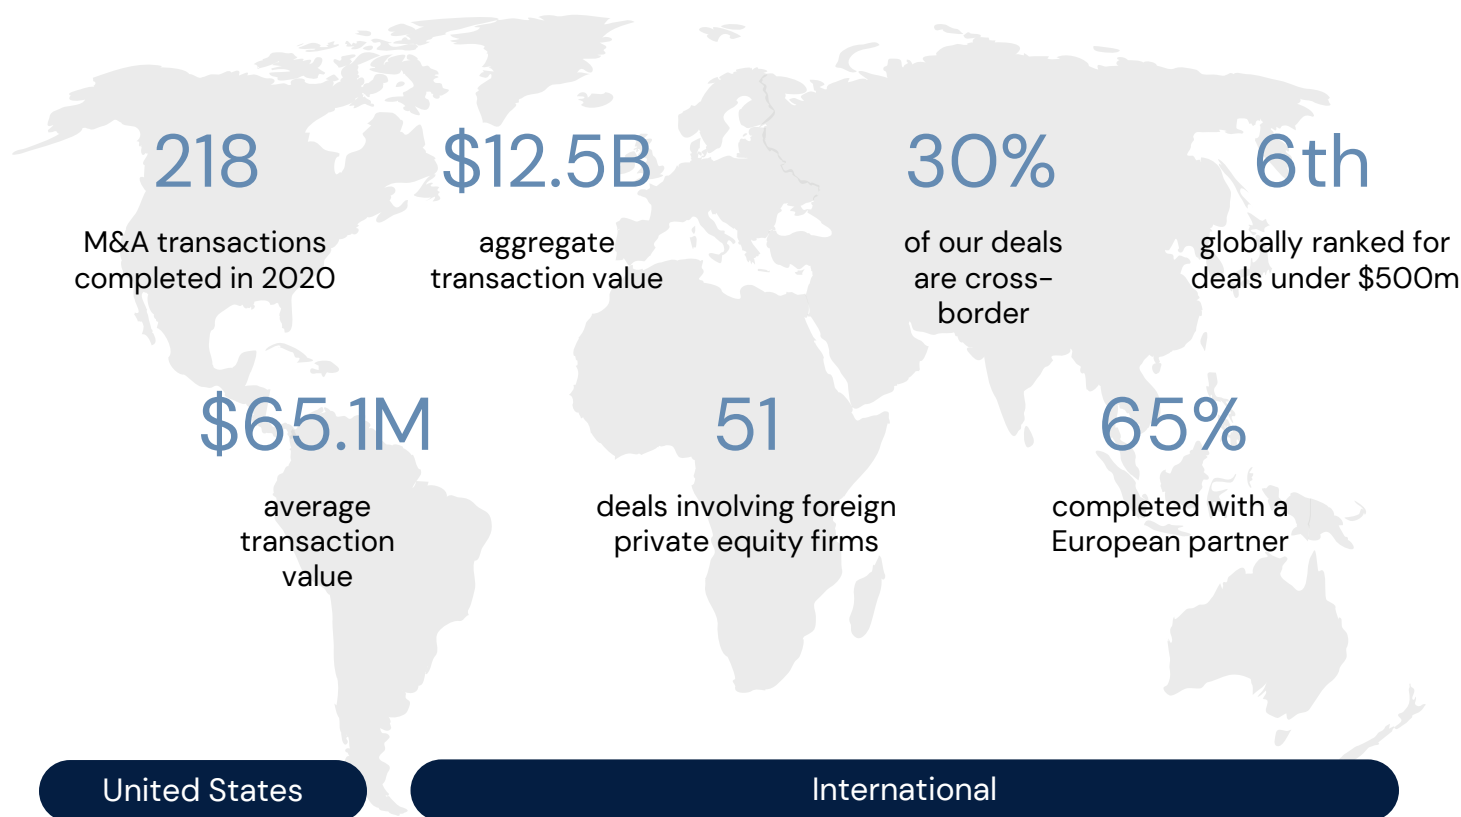 218
M&A transactions
completed in 2020
$12.5B
aggregate
transaction value
30%
of our deals
are cross-
border
6th
globally ranked for
deals under $500m
$65.1M
average
transaction
value
51
deals involving foreign
private equity firms
65%
completed with a
European partner
United States
International